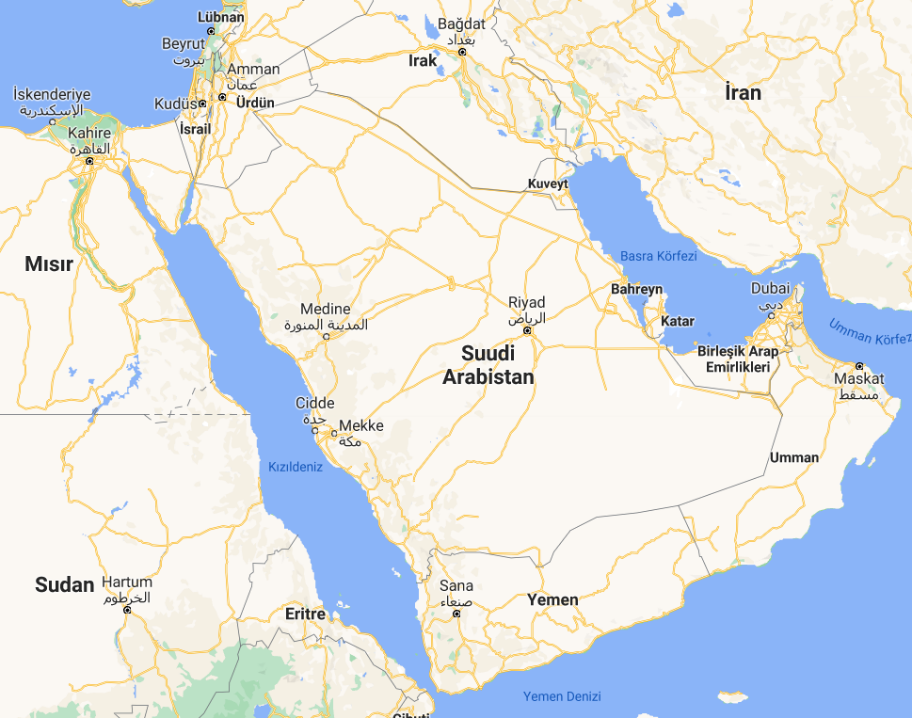 Lübnan
Beyrut
بيروت
Bağdat
بغداد
Irak
Amman
عمان
Kudüs
Ürdün
İsrail
İskenderiye
الإسكندرية
Kahire
القاهرة
İran
Kuveyt
Mısır
Basra Körfezi
Bahreyn
Katar
Dubai
دبي
Umman Körfez
Medine
المدينة المنورة
Riyad
الرياض
Suudi
Arabistan
Birleşik Arap
Emirlikleri
Maskat
مسقط
Cidde
جدة
Mekke
مكة
Kızıldeniz
Umman
Sudan
Hartum
الخرطوم
Eritre
Sana
صنعاء
Yemen
Yemen Denizi
Cibuti